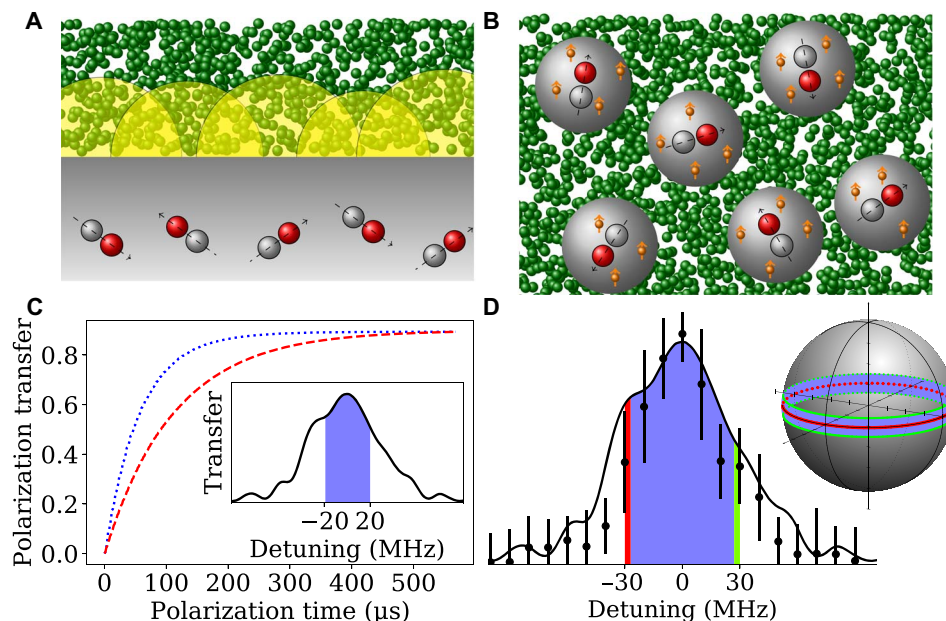 A
B
C
Polarization transfer
0.8
0.6
0.4
0.2
0.0
0
100
200
300
400
500
Polarization time (µs)
Transfer
−20
20
Detuning (MHz)
D
−30
0
30
Detuning (MHz)